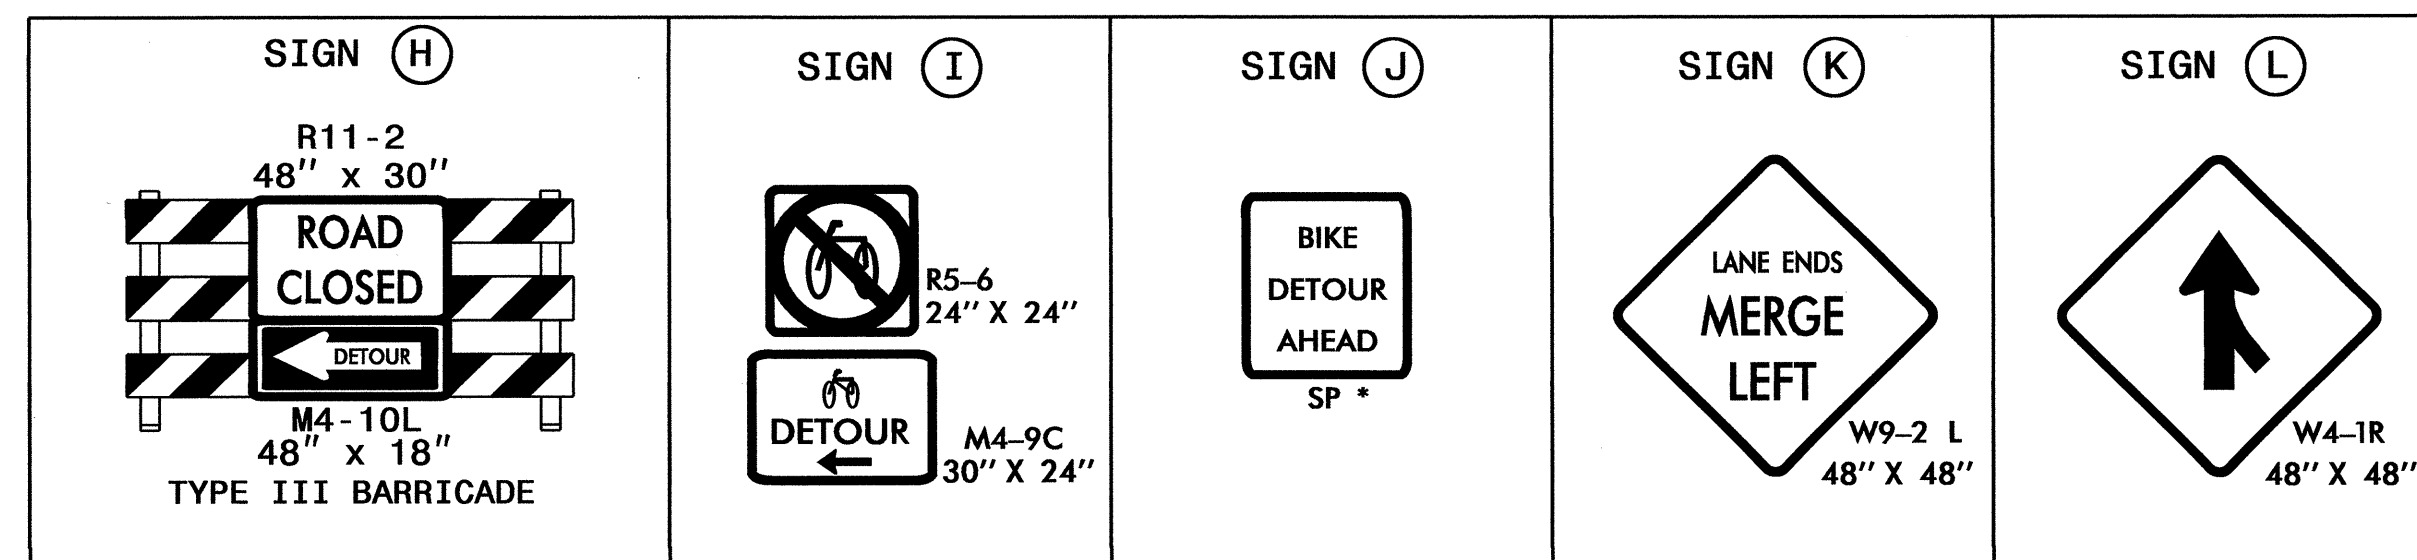 SIGN H
R11-2
48" x 30"
ROAD
CLOSED
DETOUR
M4-10L
48" x 18"
TYPE III BARRICADE
SIGN I
R5-6
24" X 24"
DETOUR
M4-9C
30" X 24"
SIGN J
BIKE
DETOUR
AHEAD
SP *
SIGN K
LANE ENDS
MERGE
LEFT
W9-2 L
48" X 48"
SIGN L
W4-1R
48" X 48"